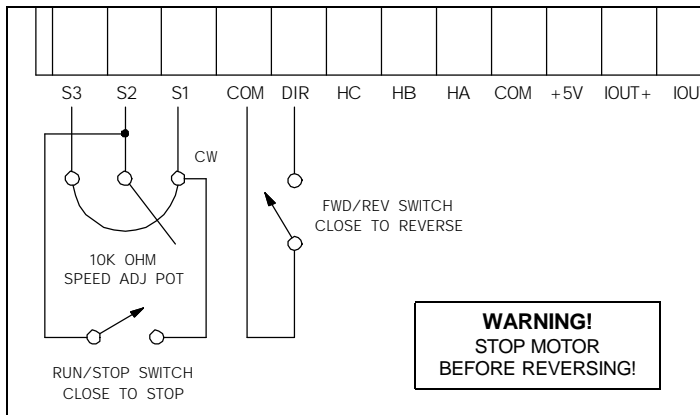 S3 S2 S1 COM DIR HC HB HA COM +5V IOUT+ IOU
CW
FWD/REV SWITCH
CLOSE TO REVERSE
10K OHM
SPEED ADJ POT
WARNING!
STOP MOTOR
BEFORE REVERSING!
RUN/STOP SWITCH
CLOSE TO STOP